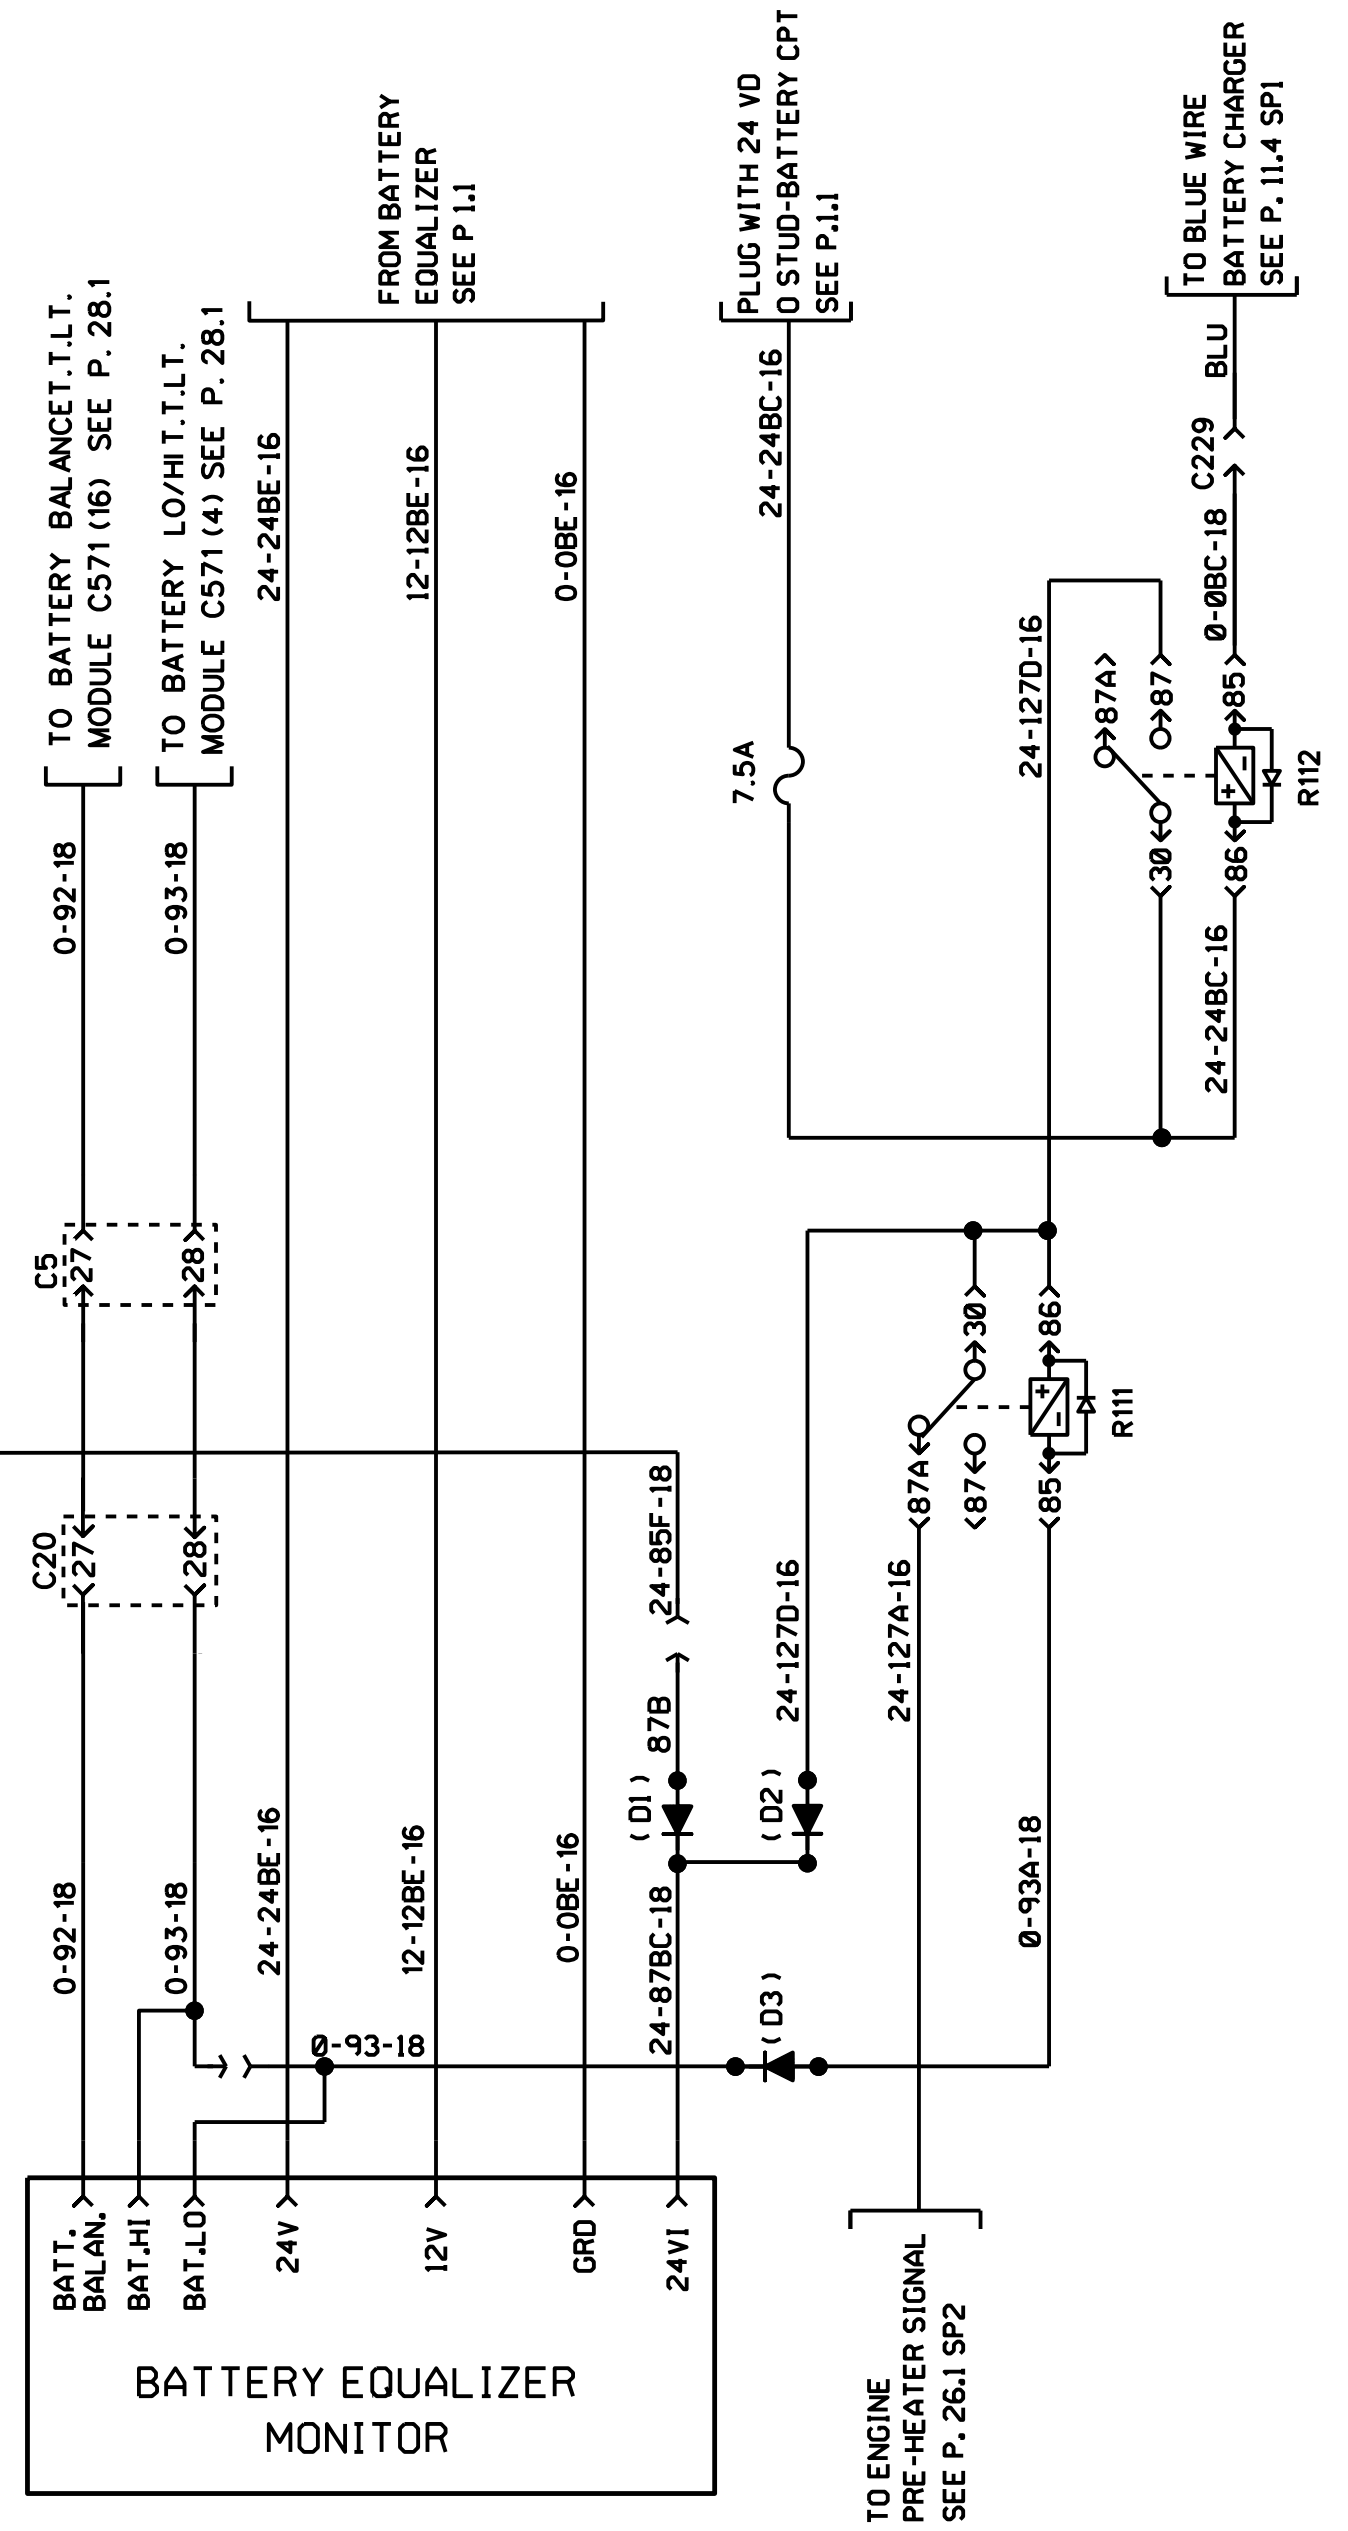 TO BATTERY BALANCE T.T.LT.
MODULE C571 (16) SEE P. 28.1
TO BATTERY LO/HI T.T.LT.
MODULE C571 (4) SEE P. 28.1
FROM BATTERY
EQUALIZER
SEE P 1.1
PLUG WITH 24 VD
O STUD-BATTERY CPT
SEE P.1.1
TO BLUE WIRE
BATTERY CHARGER
SEE P. 11.4 SP1
BLU
C229
0-0BC-18
24-24BE-16
12-12BE-16
0-0BE-16
24-24BC-16
24-127D-16
7.5A
87A
87
85
30
86
R112
24-24BC-16
0-92-18
0-93-18
C5
27
28
30
86
87A
87
85
R111
C20
27
28
24-85F-18
87B
24-127D-16
24-127A-16
0-93A-18
(D1)
(D2)
(D3)
0-92-18
0-93-18
24-24BE-16
12-12BE-16
0-0BE-16
24-87BC-18
0-93-18
BATT.
BALAN.
BAT.HI
BAT.LO
24V
12V
GRD
24VI
BATTERY EQUALIZER
MONITOR
TO ENGINE
PRE-HEATER SIGNAL
SEE P. 26.1 SP2